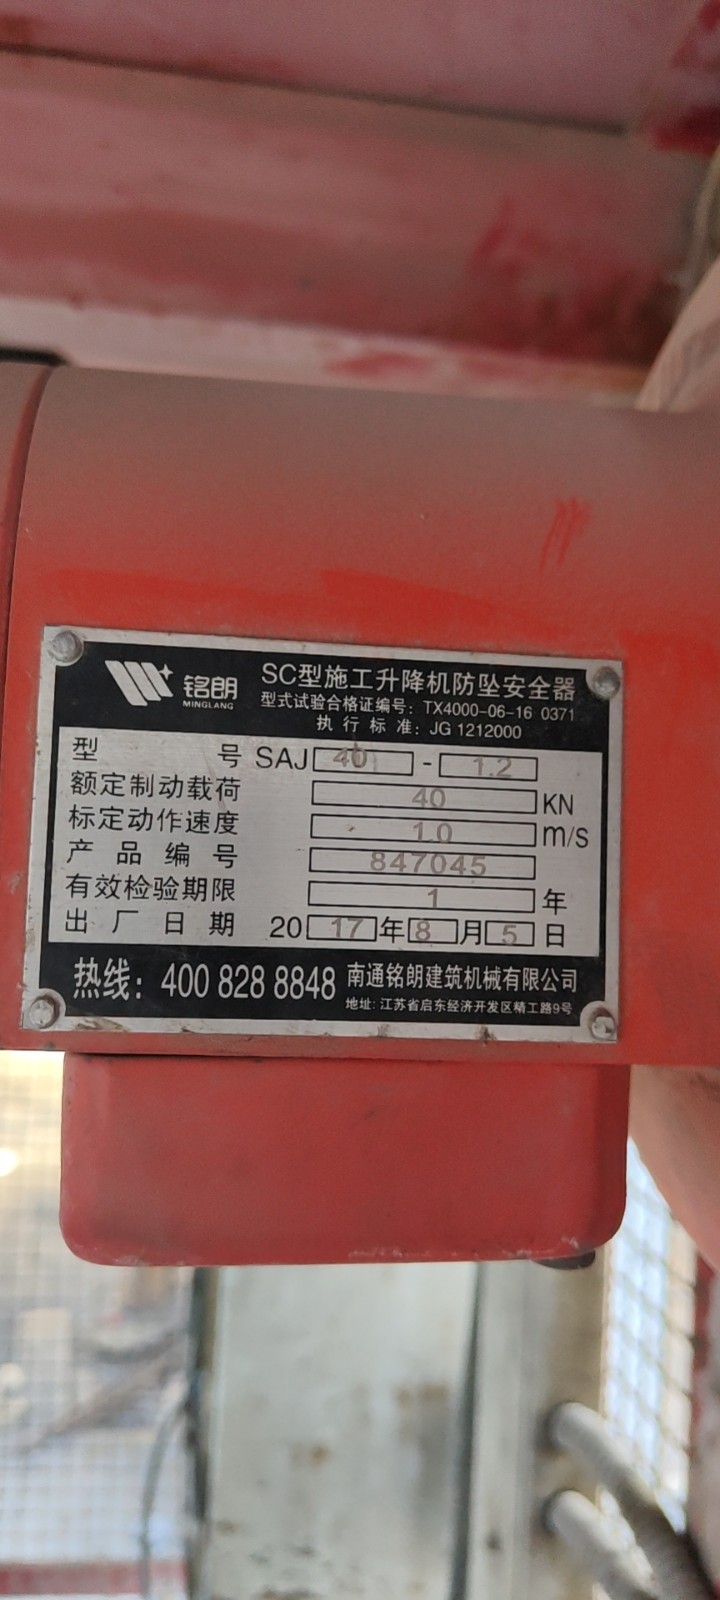 铭朗
MINGLANG
SC型施工升降机防坠安全器
型式试验合格证编号：TX4000-06-16 0371
执行标准：JG 1212000
型号 SAJ 40 - 1.2
额定制动载荷 40 KN
标定动作速度 1.0 m/s
产品编号 847045
有效检验期限 1 年
出厂日期 2017年8月5日
热线：400 828 8848 南通铭朗建筑机械有限公司
地址：江苏省启东经济开发区精工路9号